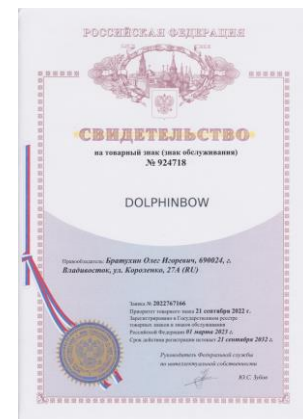 РОССИЙСКАЯ ФЕДЕРАЦИЯ
СВИДЕТЕЛЬСТВО
на товарный знак (знак обслуживания)
№ 924718
DOLPHINBOW
Правообладатель: Братухин Олег Игоревич, 690024, г.
Владивосток, ул. Короленко, 27А (RU)
Заявка № 2022767166
Приоритет товарного знака 21 сентября 2022 г.
Зарегистрировано в Государственном реестре
товарных знаков и знаков обслуживания
Российской Федерации 01 марта 2023 г.
Срок действия регистрации истекает 21 сентября 2032 г.
Руководитель Федеральной службы
по интеллектуальной собственности
Ю.С. Зубов